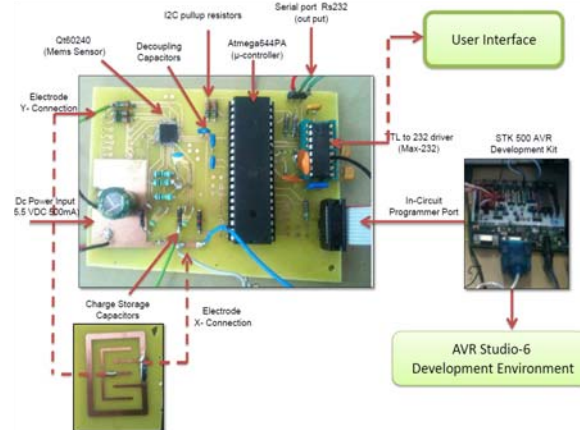 Serial port Rs232
(out put)
I2C pullup resistors
Qt60240
(Mems Sensor)
Decoupling
Capacitors
Atmega644PA
(µ-controller)
User Interface
Electrode
Y- Connection
TTL to 232 driver
(Max-232)
STK 500 AVR
Development Kit
Dc Power Input
5.5 VDC 500mA
In-Circuit
Programmer Port
Charge Storage
Capacitors
Electrode
X- Connection
AVR Studio-6
Development Environment